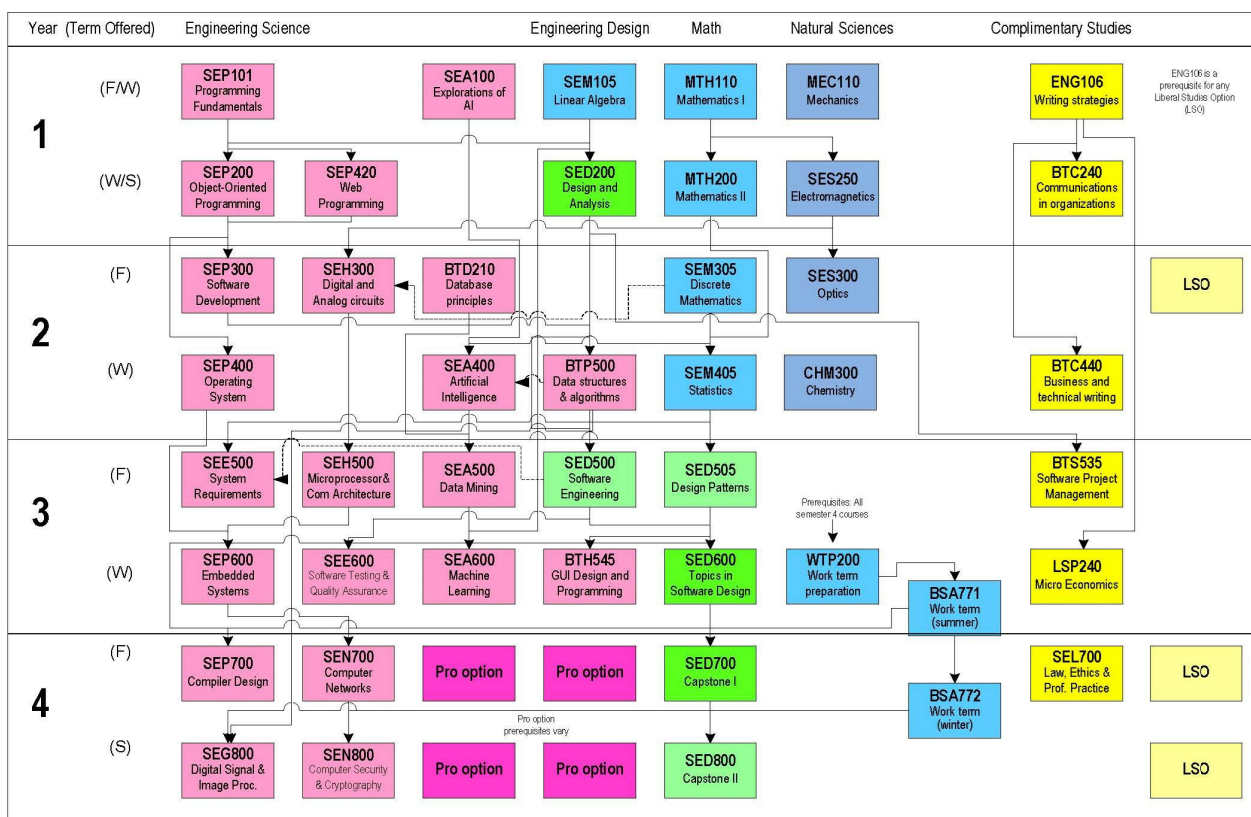 Year (Term Offered) Engineering Science Engineering Design Math Natural Sciences Complimentary Studies
1
(F/W)
SEP101
Programming
Fundamentals
SEA100
Explorations of
AI
SEM105
Linear Algebra
MTH110
Mathematics I
MEC110
Mechanics
ENG106
Writing strategies
ENG106 is a
prerequisite for any
Liberal Studies Option
(LSO)
(W/S)
SEP200
Object-Oriented
Programming
SEP420
Web
Programming
SED200
Design and
Analysis
MTH200
Mathematics II
SES250
Electromagnetics
BTC240
Communications
in organizations
2
(F)
SEP300
Software
Development
SEH300
Digital and
Analog circuits
BTD210
Database
principles
SEM305
Discrete
Mathematics
SES300
Optics
LSO
(W)
SEP400
Operating
System
SEA400
Artificial
Intelligence
BTP500
Data structures
& algorithms
SEM405
Statistics
CHM300
Chemistry
BTC440
Business and
technical writing
3
(F)
SEE500
System
Requirements
SEH500
Microprocessor&
Com Architecture
SEA500
Data Mining
SED500
Software
Engineering
SED505
Design Patterns
BTS535
Software Project
Management
Prerequisites: All
semester 4 courses
(W)
SEP600
Embedded
Systems
SEE600
Software Testing &
Quality Assurance
SEA600
Machine
Learning
BTH545
GUI Design and
Programming
SED600
Topics in
Software Design
WTP200
Work term
preparation
BSA771
Work term
(summer)
LSP240
Micro Economics
4
(F)
SEP700
Compiler Design
SEN700
Computer
Networks
Pro option
Pro option
SED700
Capstone I
BSA772
Work term
(winter)
SEL700
Law, Ethics &
Prof. Practice
LSO
Pro option
prerequisites vary
(S)
SEG800
Digital Signal &
Image Proc.
SEN800
Computer Security
& Cryptography
Pro option
Pro option
SED800
Capstone II
LSO